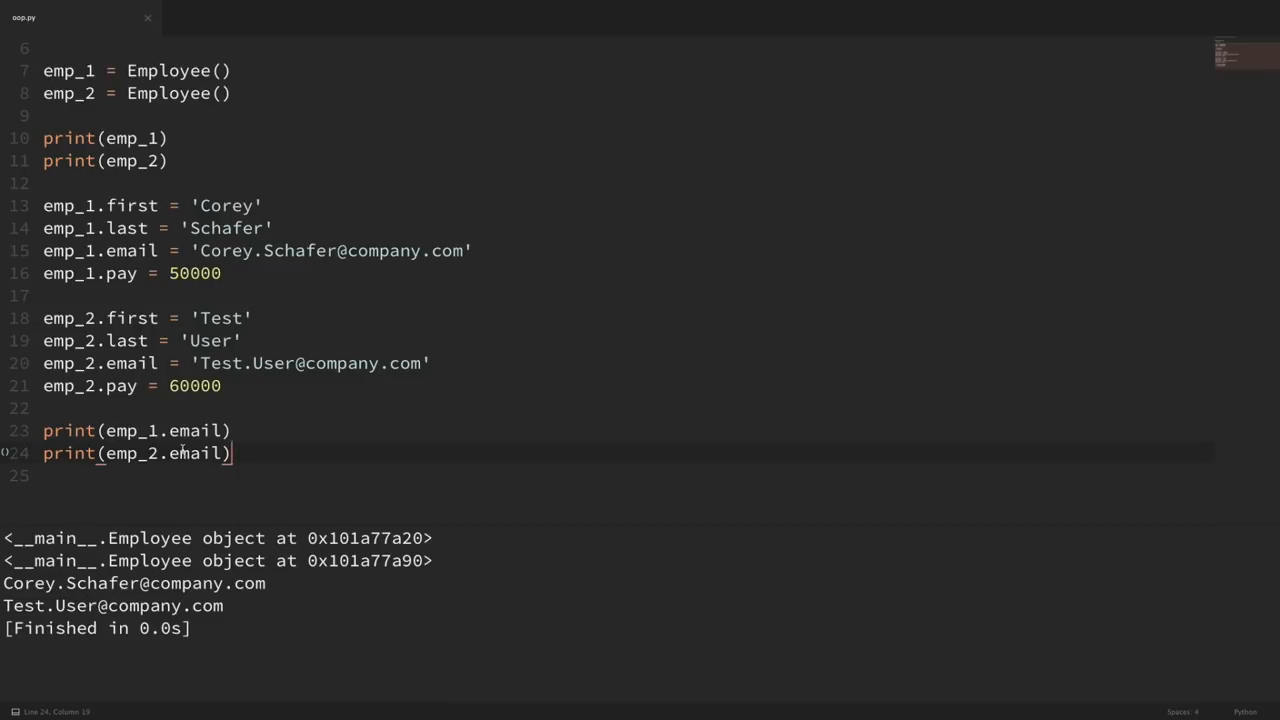 oop.py
6
7 emp_1 = Employee()
8 emp_2 = Employee()
9
10 print(emp_1)
11 print(emp_2)
12
13 emp_1.first = 'Corey'
14 emp_1.last = 'Schafer'
15 emp_1.email = 'Corey.Schafer@company.com'
16 emp_1.pay = 50000
17
18 emp_2.first = 'Test'
19 emp_2.last = 'User'
20 emp_2.email = 'Test.User@company.com'
21 emp_2.pay = 60000
22
23 print(emp_1.email)
24 print(emp_2.email)
25
<__main__.Employee object at 0x101a77a20>
<__main__.Employee object at 0x101a77a90>
Corey.Schafer@company.com
Test.User@company.com
[Finished in 0.0s]
Line 24, Column 19 Spaces: 4 Python